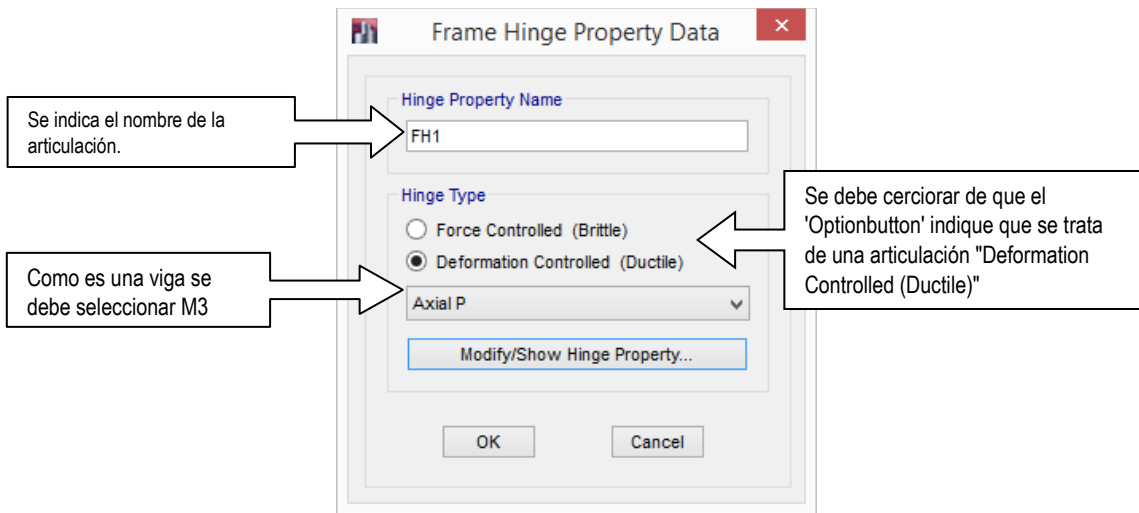 Frame Hinge Property Data
Hinge Property Name
Se indica el nombre de la
articulación.
FH1
Hinge Type
Force Controlled (Brittle)
Deformation Controlled (Ductile)
Se debe cerciorar de que el
'Optionbutton' indique que se trata
de una articulación "Deformation
Controlled (Ductile)"
Como es una viga se
debe seleccionar M3
Axial P
Modify/Show Hinge Property...
OK
Cancel